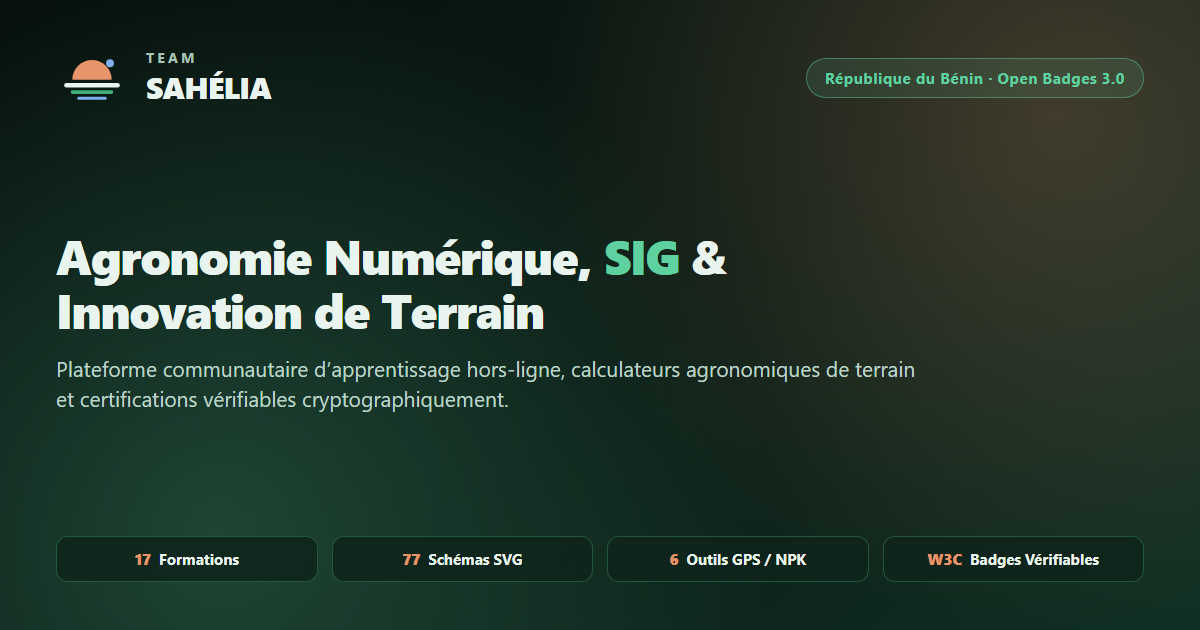 TEAM
SAHÉLIA
République du Bénin · Open Badges 3.0
Agronomie Numérique, SIG &
Innovation de Terrain
Plateforme communautaire d’apprentissage hors-ligne, calculateurs agronomiques de terrain
et certifications vérifiables cryptographiquement.
17 Formations
77 Schémas SVG
6 Outils GPS / NPK
W3C Badges Vérifiables